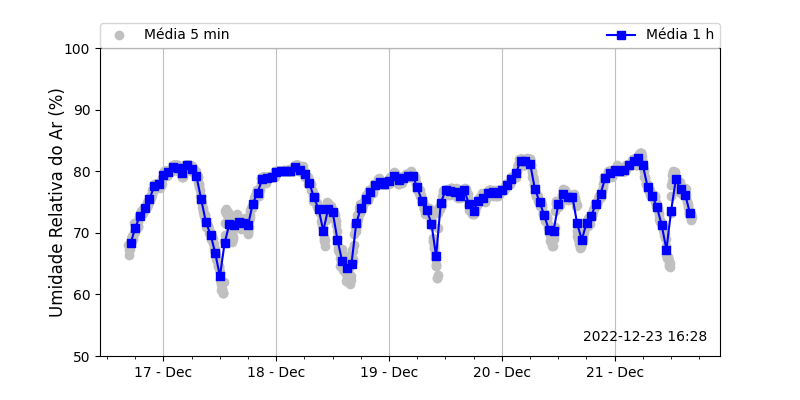 Média 5 min
Média 1 h
Umidade Relativa do Ar (%)
100
90
80
70
60
50
2022-12-23 16:28
17 - Dec
18 - Dec
19 - Dec
20 - Dec
21 - Dec